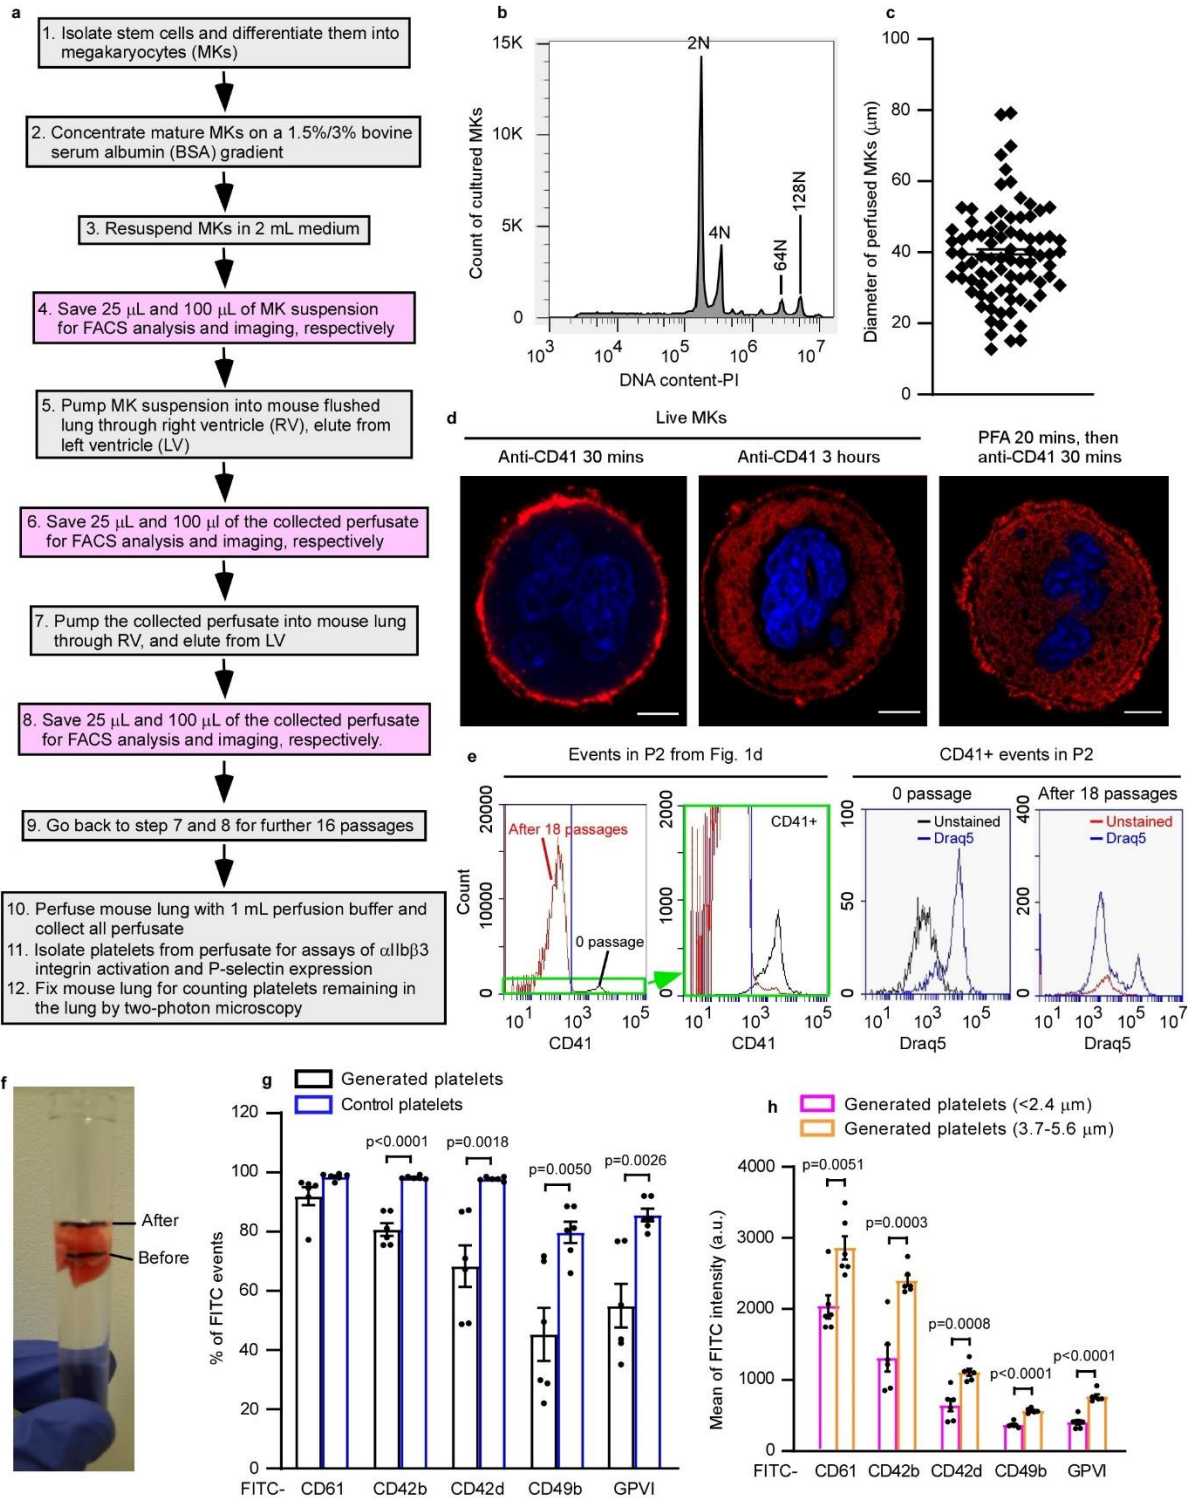 a
1. Isolate stem cells and differentiate them into
megakaryocytes (MKs)
2. Concentrate mature MKs on a 1.5%/3% bovine
serum albumin (BSA) gradient
3. Resuspend MKs in 2 mL medium
4. Save 25 μL and 100 μL of MK suspension
for FACS analysis and imaging, respectively
5. Pump MK suspension into mouse flushed
lung through right ventricle (RV), elute from
left ventricle (LV)
6. Save 25 μL and 100 μl of the collected perfusate
for FACS analysis and imaging, respectively
7. Pump the collected perfusate into mouse lung
through RV, and elute from LV
8. Save 25 μL and 100 μL of the collected perfusate
for FACS analysis and imaging, respectively.
9. Go back to step 7 and 8 for further 16 passages
10. Perfuse mouse lung with 1 mL perfusion buffer and
collect all perfusate
11. Isolate platelets from perfusate for assays of αIIbβ3
integrin activation and P-selectin expression
12. Fix mouse lung for counting platelets remaining in
the lung by two-photon microscopy
b
Count of cultured MKs
15K
10K
5K
0
2N
4N
64N
128N
10³ 10⁴ 10⁵ 10⁶ 10⁷
DNA content-PI
c
Diameter of perfused MKs (μm)
100
80
60
40
20
0
d
Live MKs
Anti-CD41 30 mins
Anti-CD41 3 hours
PFA 20 mins, then
anti-CD41 30 mins
e
Events in P2 from Fig. 1d
CD41+ events in P2
Count
20000
10000
0
After 18 passages
0 passage
10¹ 10³ 10⁵
CD41
2000
1000
0
CD41+
10¹ 10³ 10⁵
CD41
0 passage
100
50
0
Unstained
Draq5
10¹ 10³ 10⁵
Draq5
After 18 passages
400
200
0
Unstained
Draq5
10¹ 10³ 10⁵ 10⁷
Draq5
f
After
Before
g
Generated platelets
Control platelets
% of FITC events
120
100
80
60
40
20
0
p<0.0001
p=0.0018
p=0.0050
p=0.0026
FITC- CD61 CD42b CD42d CD49b GPVI
h
Generated platelets (<2.4 μm)
Generated platelets (3.7-5.6 μm)
Mean of FITC intensity (a.u.)
4000
3000
2000
1000
0
p=0.0051
p=0.0003
p=0.0008
p<0.0001
p<0.0001
FITC- CD61 CD42b CD42d CD49b GPVI